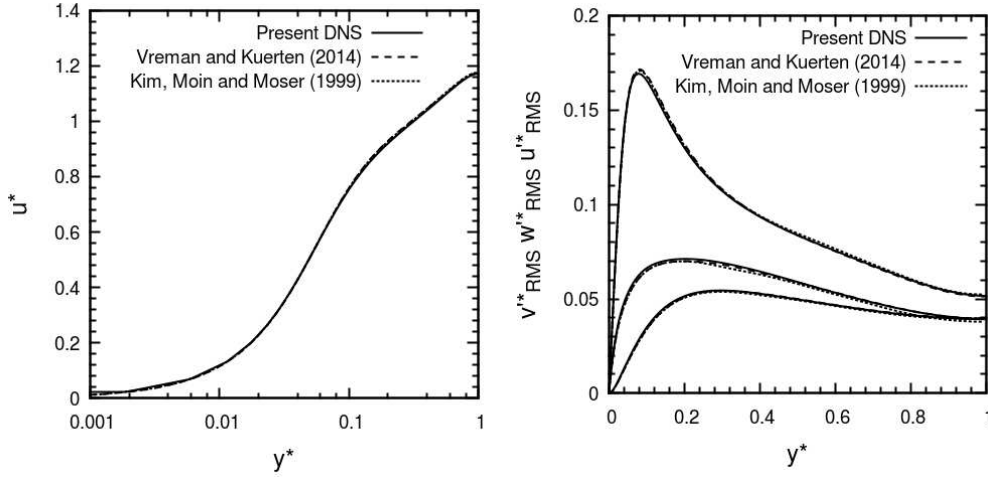 1.4
1.2
1
0.8
0.6
0.4
0.2
0
0.001
0.01
0.1
1
u*
y*
Present DNS
Vreman and Kuerten (2014)
Kim, Moin and Moser (1999)
0.2
0.15
0.1
0.05
0
0
0.2
0.4
0.6
0.8
1
v'*RMS w'*RMS u'*RMS
y*
Present DNS
Vreman and Kuerten (2014)
Kim, Moin and Moser (1999)